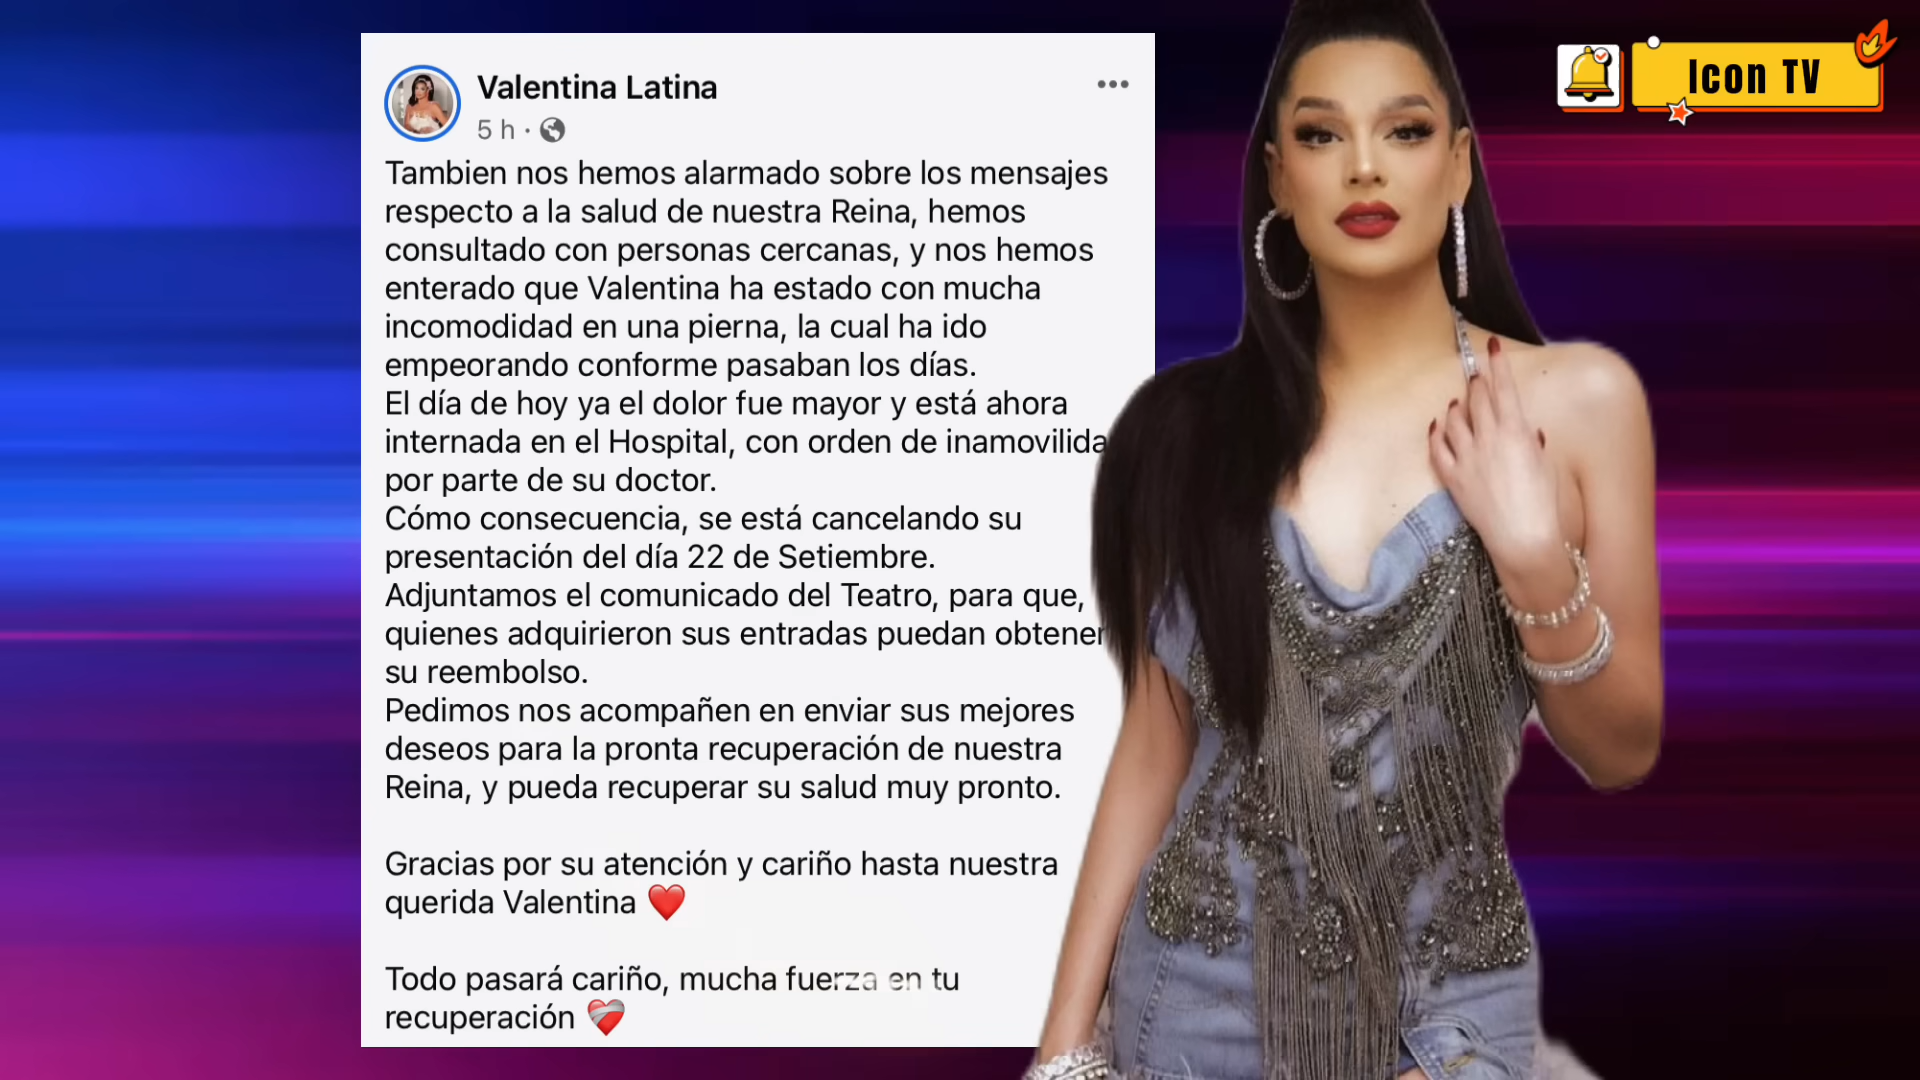 Valentina Latina
5 h ·
Tambien nos hemos alarmado sobre los mensajes
respecto a la salud de nuestra Reina, hemos
consultado con personas cercanas, y nos hemos
enterado que Valentina ha estado con mucha
incomodidad en una pierna, la cual ha ido
empeorando conforme pasaban los días.
El día de hoy ya el dolor fue mayor y está ahora
internada en el Hospital, con orden de inamovilida
por parte de su doctor.
Cómo consecuencia, se está cancelando su
presentación del día 22 de Setiembre.
Adjuntamos el comunicado del Teatro, para que,
quienes adquirieron sus entradas puedan obtener
su reembolso.
Pedimos nos acompañen en enviar sus mejores
deseos para la pronta recuperación de nuestra
Reina, y pueda recuperar su salud muy pronto.
Gracias por su atención y cariño hasta nuestra
querida Valentina ❤️
Todo pasará cariño, mucha fuerza en tu
recuperación ❤️‍🩹
Icon TV